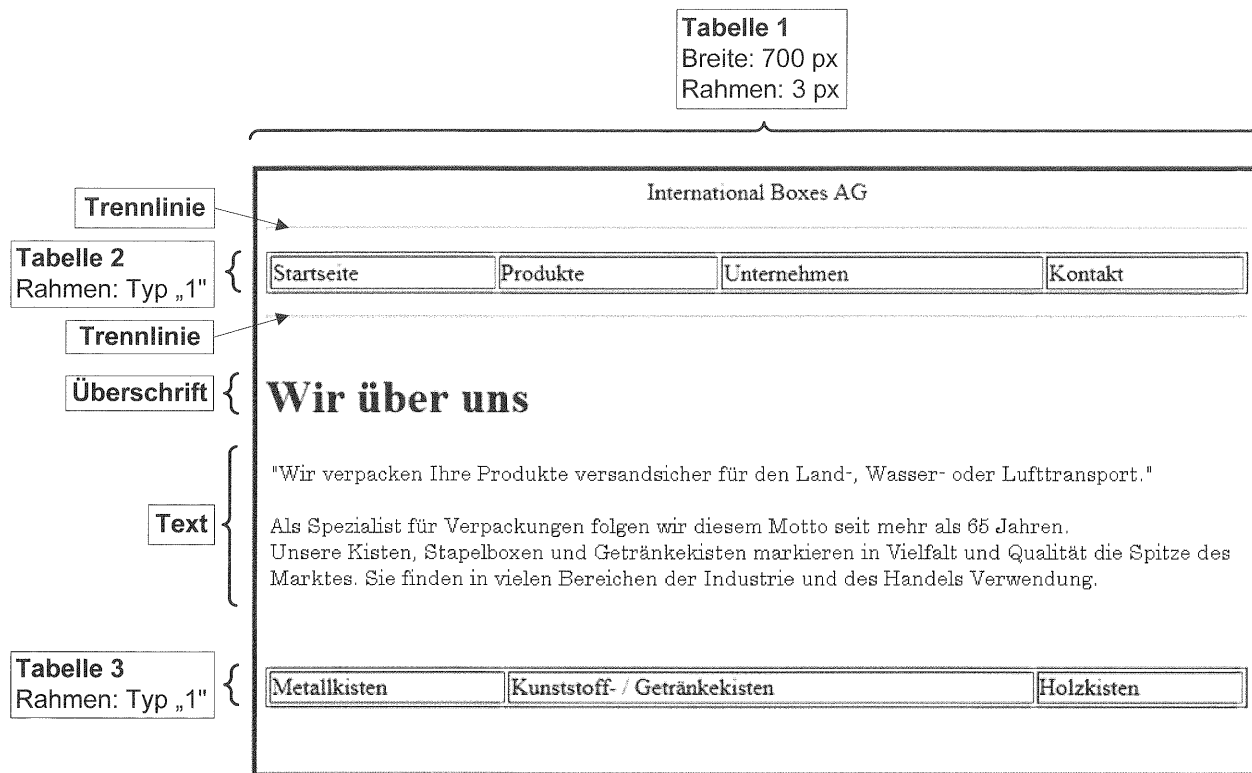 Tabelle 1
Breite: 700 px
Rahmen: 3 px
International Boxes AG
Trennlinie
Tabelle 2
Rahmen: Typ „1"
Startseite Produkte Unternehmen Kontakt
Trennlinie
Überschrift
Wir über uns
Text
"Wir verpacken Ihre Produkte versandsicher für den Land-, Wasser- oder Lufttransport."
Als Spezialist für Verpackungen folgen wir diesem Motto seit mehr als 65 Jahren.
Unsere Kisten, Stapelboxen und Getränkekisten markieren in Vielfalt und Qualität die Spitze des
Marktes. Sie finden in vielen Bereichen der Industrie und des Handels Verwendung.
Tabelle 3
Rahmen: Typ „1"
Metallkisten Kunststoff- / Getränkekisten Holzkisten